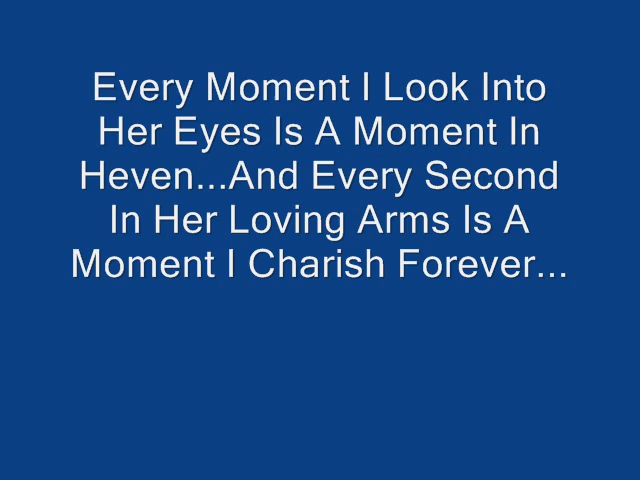 Every Moment I Look Into
Her Eyes Is A Moment In
Heven...And Every Second
In Her Loving Arms Is A
Moment I Charish Forever...